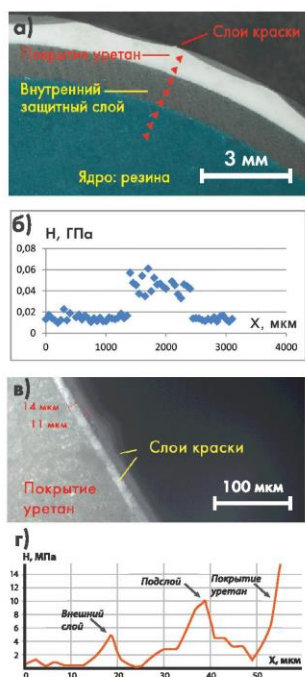 а)
Слои краски
Покрытие уретан
Внутренний
защитный слой
Ядро: резина
3 мм
б)
Н, ГПа
0,08
0,06
0,04
0,02
0
0 1000 2000 3000 4000
Х, мкм
в)
14 мкм
11 мкм
Слои краски
Покрытие
уретан
100 мкм
г)
Н, МПа
14
12
10
8
6
4
2
Внешний
слой
Подслой
Покрытие
уретан
Х, мкм
0 10 20 30 40 50